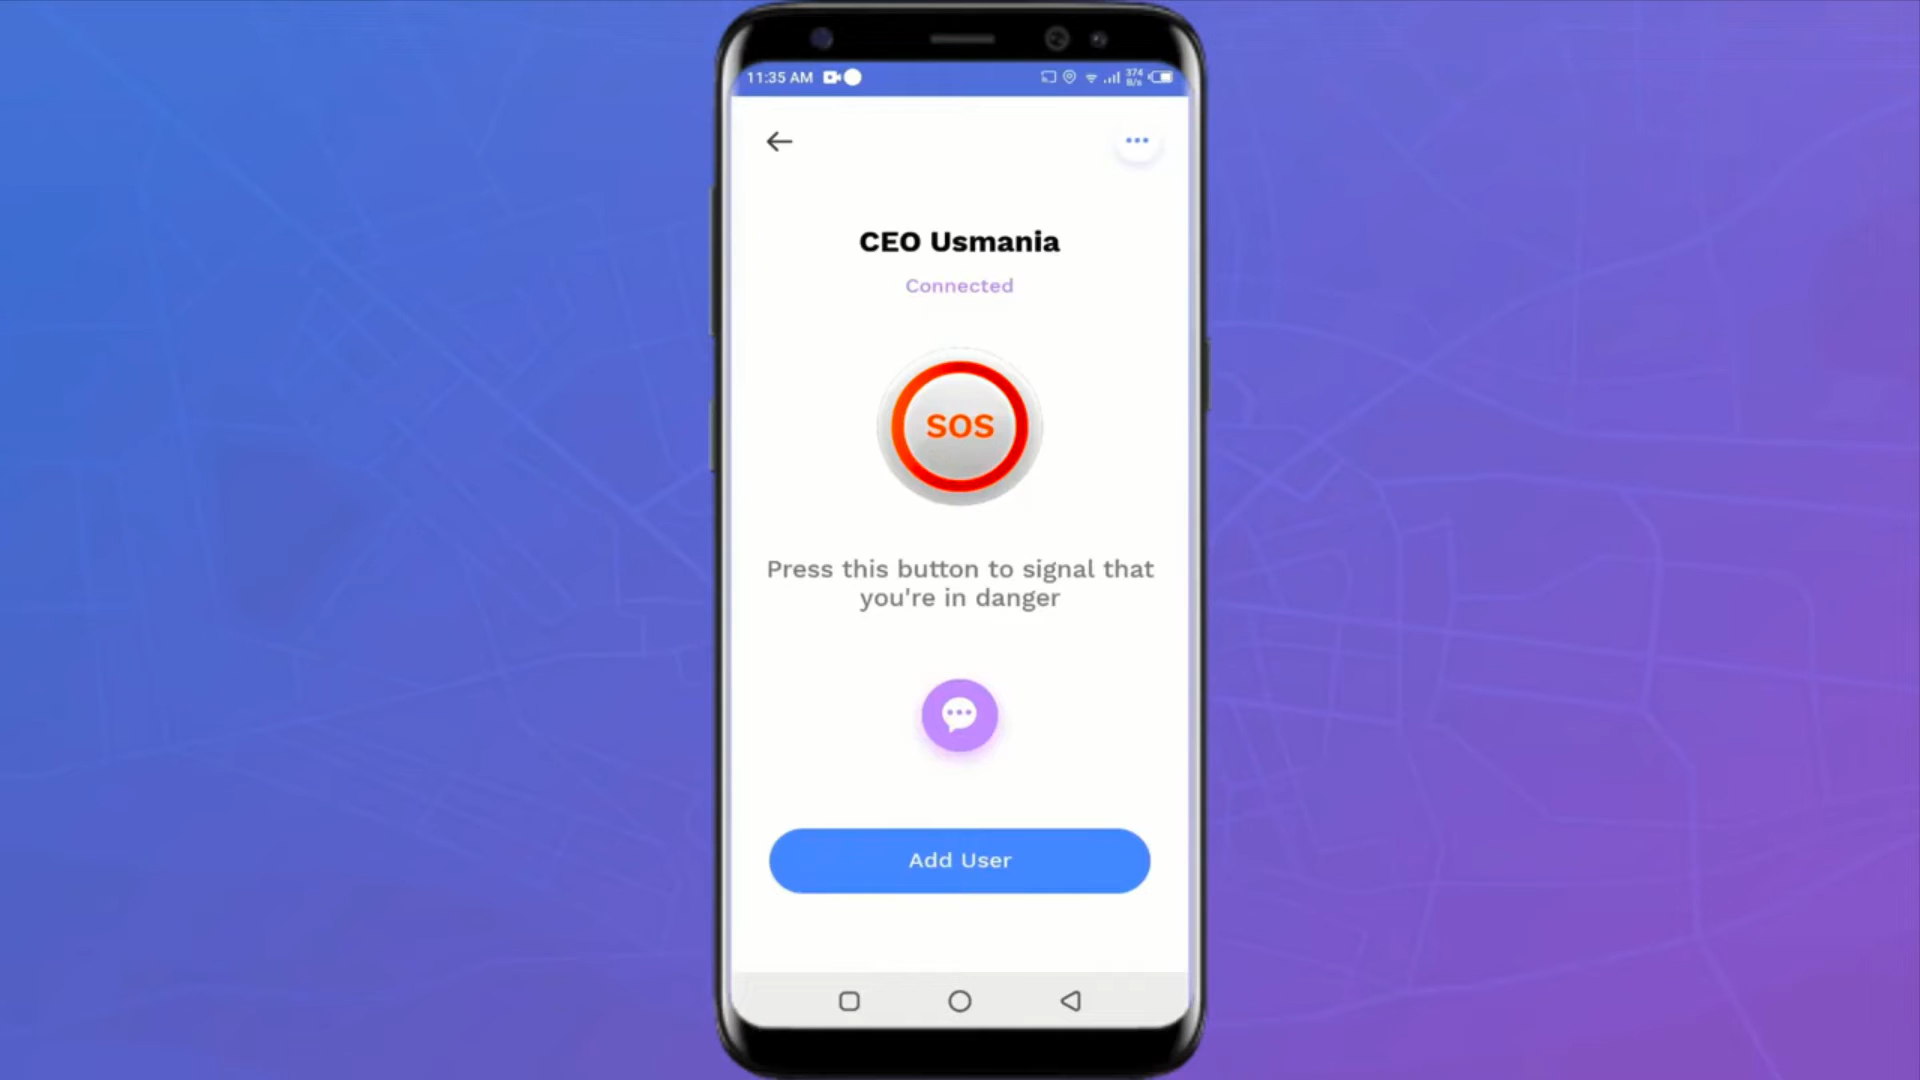 11:35 AM
374
B/s
CEO Usmania
Connected
SOS
Press this button to signal that
you're in danger
Add User